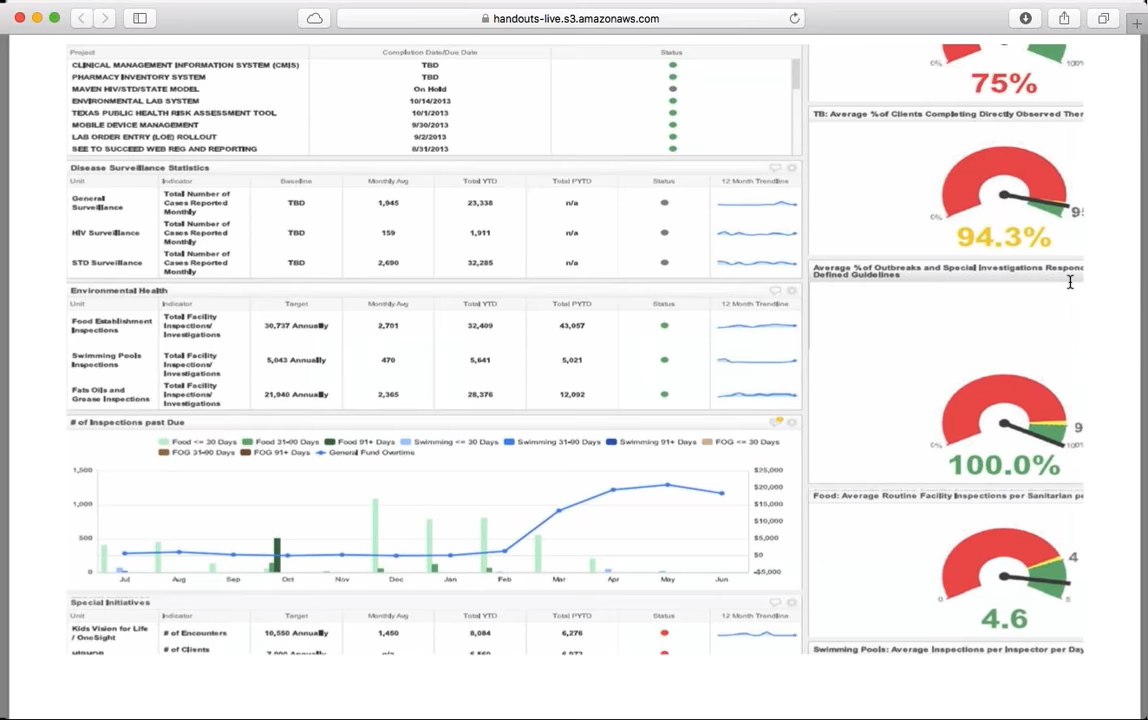 handouts-live.s3.amazonaws.com
Project Completion Date/Due Date Status
CLINICAL MANAGEMENT INFORMATION SYSTEM (CMIS) TBD
PHARMACY INVENTORY SYSTEM TBD
MAVEN HIV/STD/STATE MODEL On Hold
ENVIRONMENTAL LAB SYSTEM 10/14/2013
TEXAS PUBLIC HEALTH RISK ASSESSMENT TOOL 10/1/2013
MOBILE DEVICE MANAGEMENT 9/30/2013
LAB ORDER ENTRY (LOE) ROLLOUT 9/2/2013
SEE TO SUCCEED WEB REG AND REPORTING 8/31/2013
Disease Surveillance Statistics
Unit Indicator Baseline Monthly Avg Total YTD Total PYTD Status 12 Month Trendline
General Surveillance Total Number of Cases Reported Monthly TBD 1,945 23,338 n/a
HIV Surveillance Total Number of Cases Reported Monthly TBD 159 1,911 n/a
STD Surveillance Total Number of Cases Reported Monthly TBD 2,690 32,285 n/a
Environmental Health
Unit Indicator Target Monthly Avg Total YTD Total PYTD Status 12 Month Trendline
Food Establishment Inspections Total Facility Inspections/ Investigations 30,737 Annually 2,701 32,409 43,057
Swimming Pools Inspections Total Facility Inspections/ Investigations 5,043 Annually 470 5,641 5,021
Fats Oils and Grease Inspections Total Facility Inspections/ Investigations 21,940 Annually 2,365 28,376 12,092
# of Inspections past Due
Food <= 30 Days Food 31-90 Days Food 91+ Days Swimming <= 30 Days Swimming 31-90 Days Swimming 91+ Days FOG <= 30 Days
FOG 31-90 Days FOG 91+ Days General Fund Overtime
1,500 $25,000
$20,000
1,000 $15,000
$10,000
500 $5,000
$0
0 -$5,000
Jul Aug Sep Oct Nov Dec Jan Feb Mar Apr May Jun
Special Initiatives
Unit Indicator Target Monthly Avg Total YTD Total PYTD Status 12 Month Trendline
Kids Vision for Life / OneSight # of Encounters 10,550 Annually 1,450 8,084 6,276
# of Clients
0% 100%
75%
TB: Average %of Clients Completing Directly Observed Ther
0% 95
94.3%
Average %of Outbreaks and Special Investigations Respond
Defined Guidelines
0% 9 100%
100.0%
Food: Average Routine Facility Inspections per Sanitarian pe
0 4 5
4.6
Swimming Pools: Average Inspections per Inspector per Day